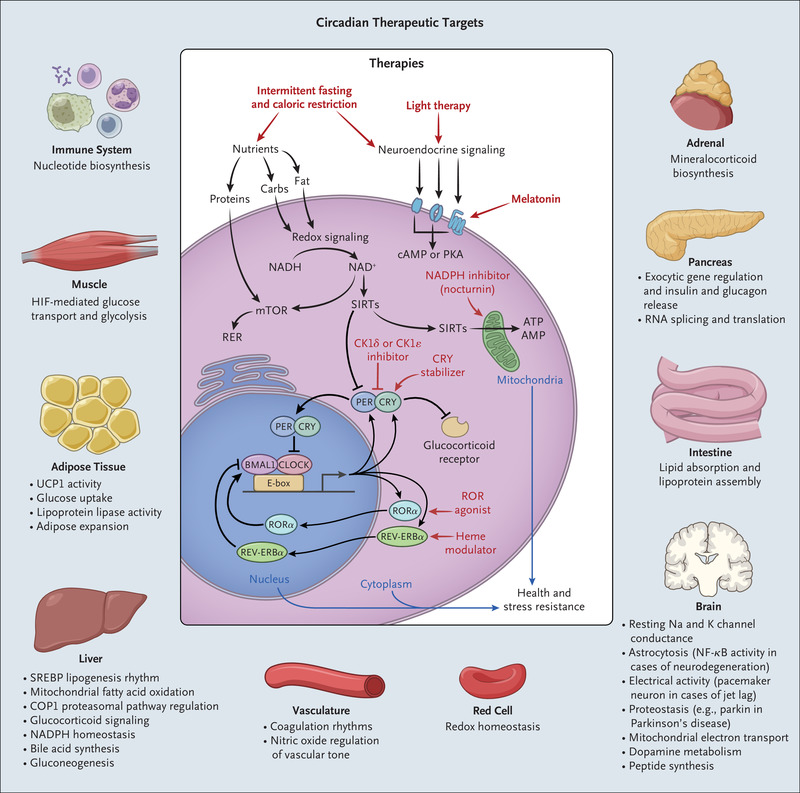 Circadian Therapeutic Targets
Immune System
Nucleotide biosynthesis
Muscle
HIF-mediated glucose
transport and glycolysis
Adipose Tissue
• UCP1 activity
• Glucose uptake
• Lipoprotein lipase activity
• Adipose expansion
Liver
• SREBP lipogenesis rhythm
• Mitochondrial fatty acid oxidation
• COP1 proteasomal pathway regulation
• Glucocorticoid signaling
• NADPH homeostasis
• Bile acid synthesis
• Gluconeogenesis
Therapies
Intermittent fasting
and caloric restriction
Light therapy
Nutrients
Neuroendocrine signaling
Proteins
Carbs
Fat
Melatonin
Redox signaling
cAMP or PKA
NADH
NAD+
NADPH inhibitor
(nocturnin)
mTOR
SIRTs
SIRTs
ATP
AMP
RER
CK1δ or CK1ε
inhibitor
CRY
stabilizer
Mitochondria
PER
CRY
PER
CRY
Glucocorticoid
receptor
BMAL1
CLOCK
E-box
RORα
RORα
ROR
agonist
REV-ERBα
REV-ERBα
Heme
modulator
Nucleus
Cytoplasm
Health and
stress resistance
Vasculature
• Coagulation rhythms
• Nitric oxide regulation
of vascular tone
Red Cell
Redox homeostasis
Adrenal
Mineralocorticoid
biosynthesis
Pancreas
• Exocytic gene regulation
and insulin and glucagon
release
• RNA splicing and translation
Intestine
Lipid absorption and
lipoprotein assembly
Brain
• Resting Na and K channel
conductance
• Astrocytosis (NF-κB activity in
cases of neurodegeneration)
• Electrical activity (pacemaker
neuron in cases of jet lag)
• Proteostasis (e.g., parkin in
Parkinson's disease)
• Mitochondrial electron transport
• Dopamine metabolism
• Peptide synthesis